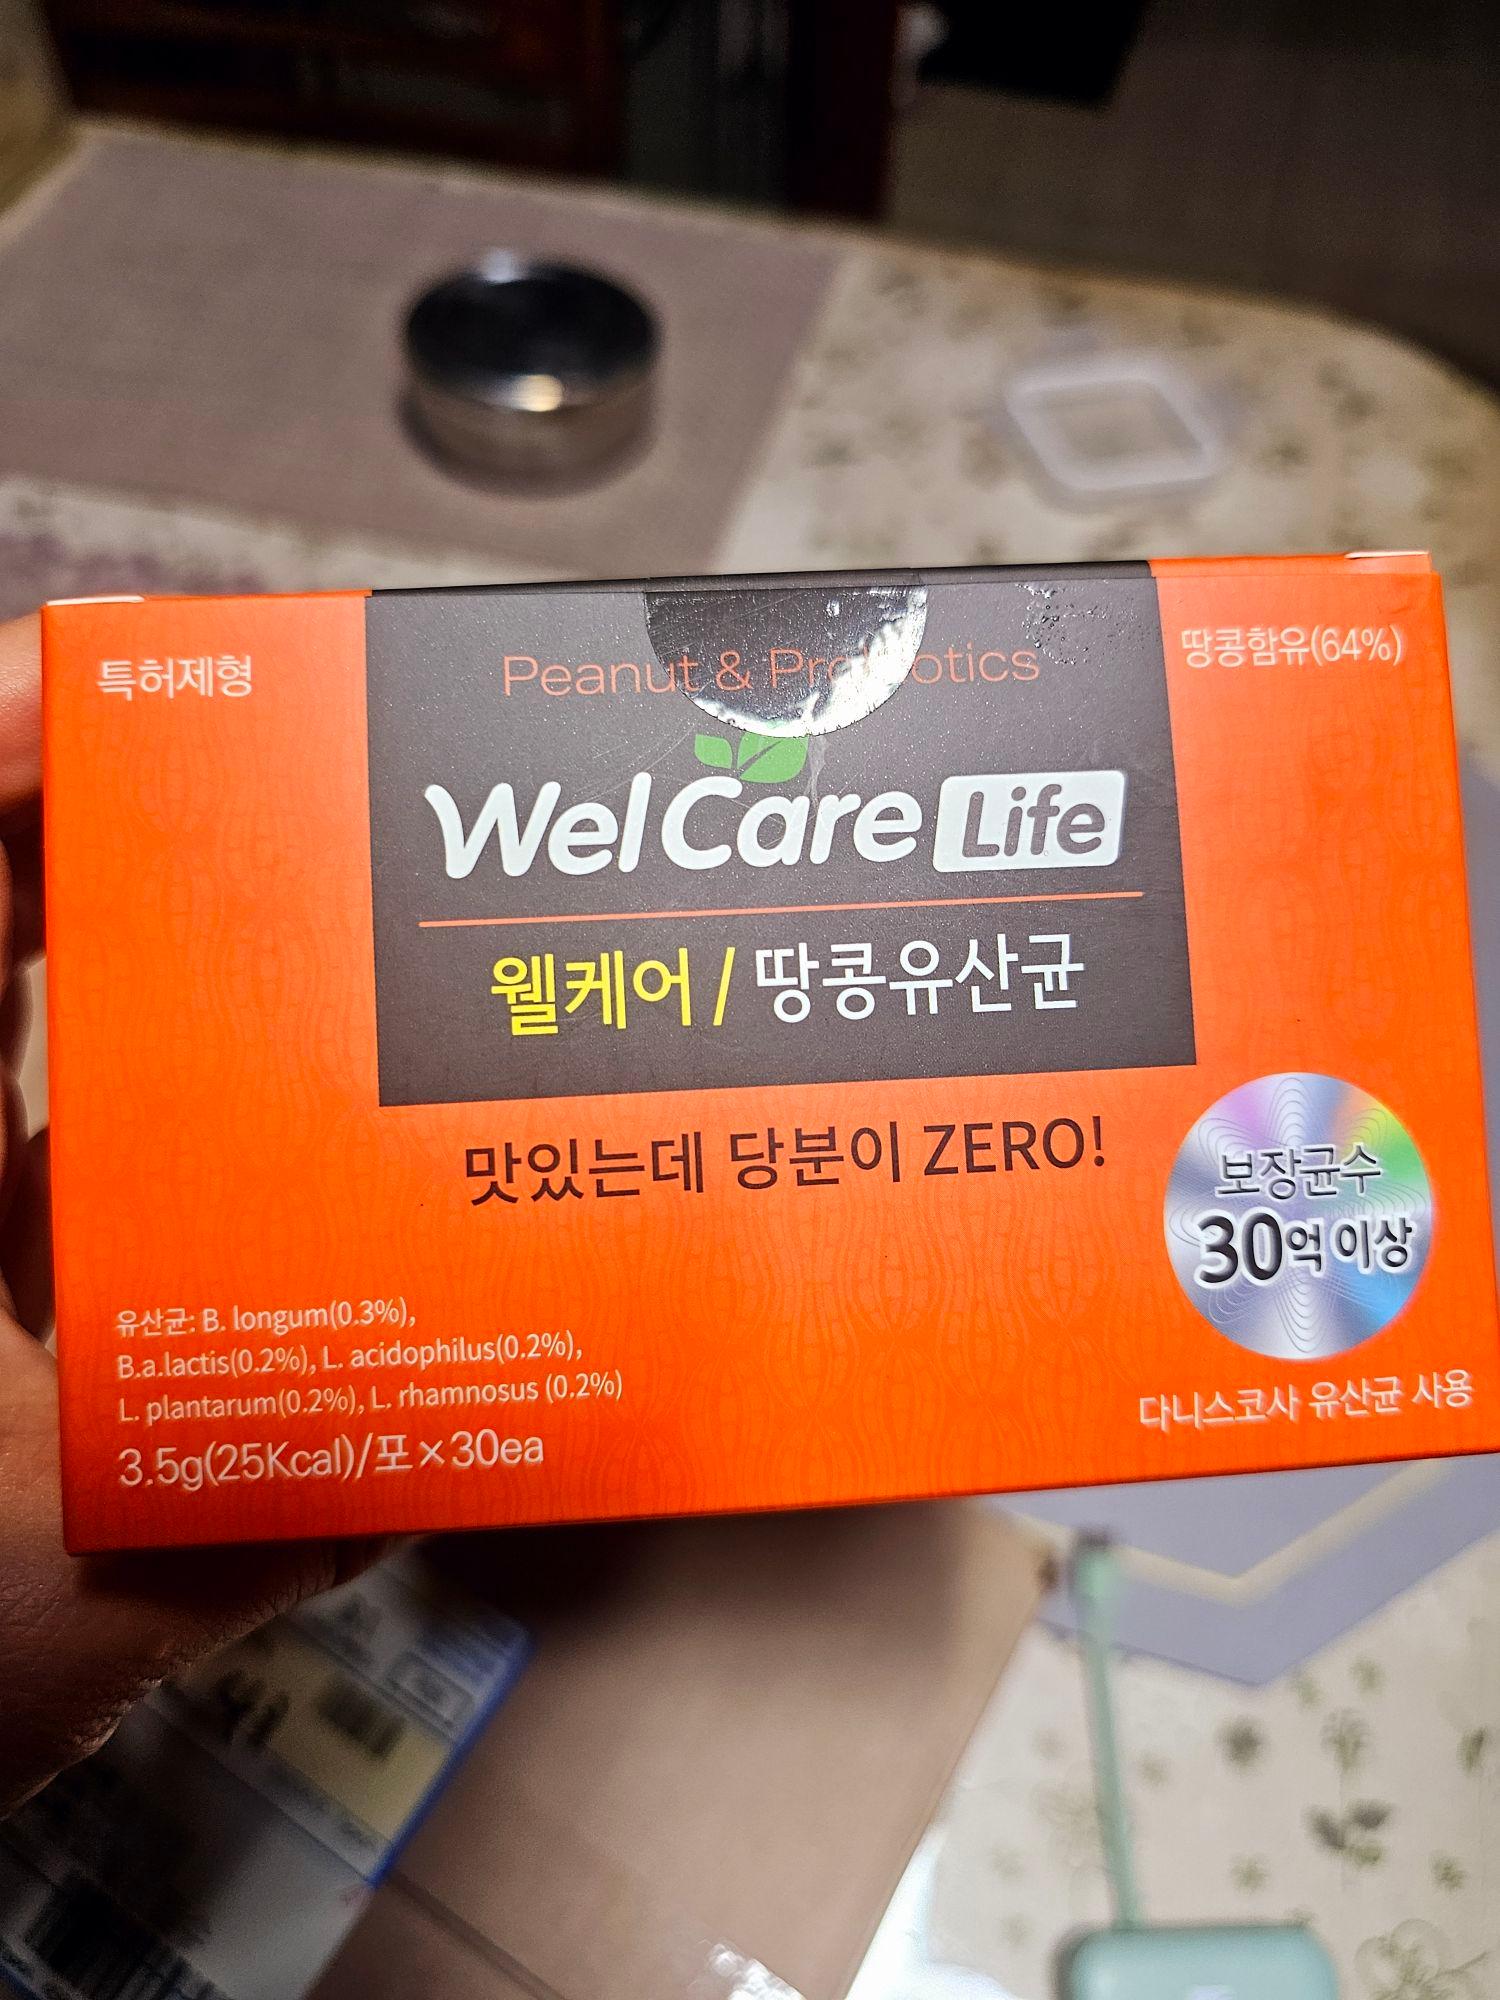 특허제형
Peanut & Probiotics
땅콩함유(64%)
WelCare Life
웰케어 / 땅콩유산균
맛있는데 당분이 ZERO!
보장균수
30억 이상
유산균: B. longum(0.3%),
B.a.lactis(0.2%), L. acidophilus(0.2%),
L. plantarum(0.2%), L. rhamnosus (0.2%)
3.5g(25Kcal)/포×30ea
다니스코사 유산균 사용